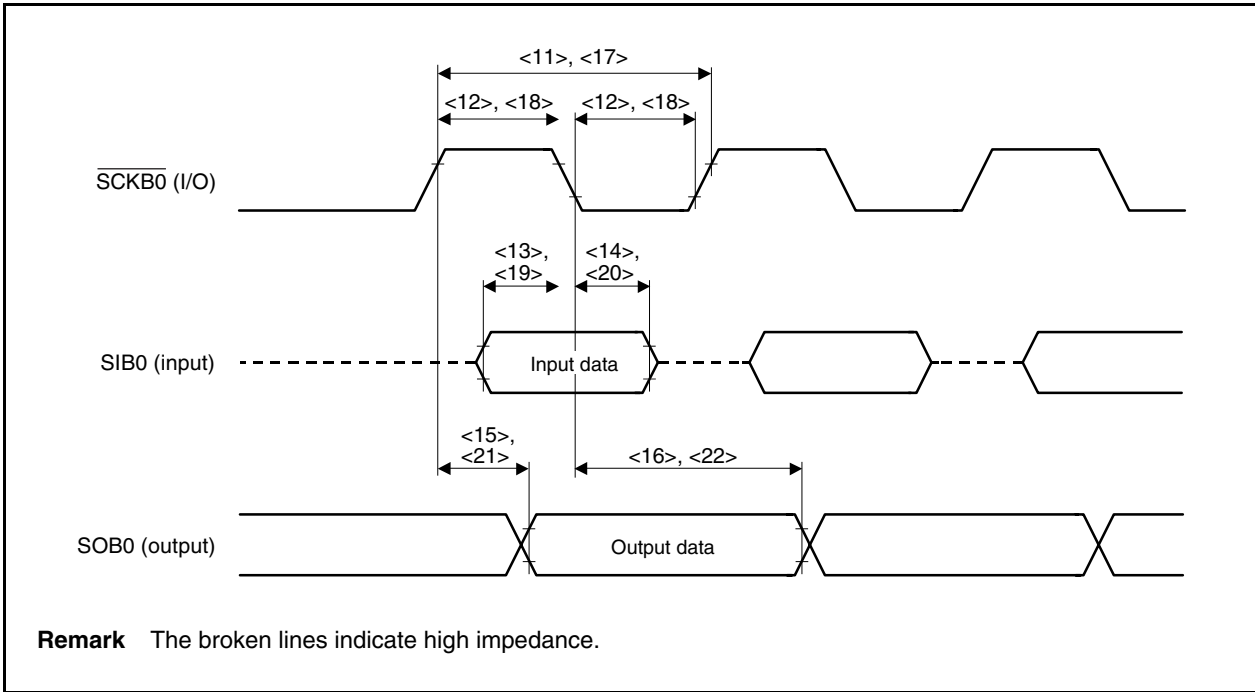 <11>, <17>
<12>, <18> <12>, <18>
SCKB0 (I/O)
<13>, <14>,
<19> <20>
SIB0 (input)
Input data
<15>,
<21>
<16>, <22>
SOB0 (output)
Output data
Remark The broken lines indicate high impedance.